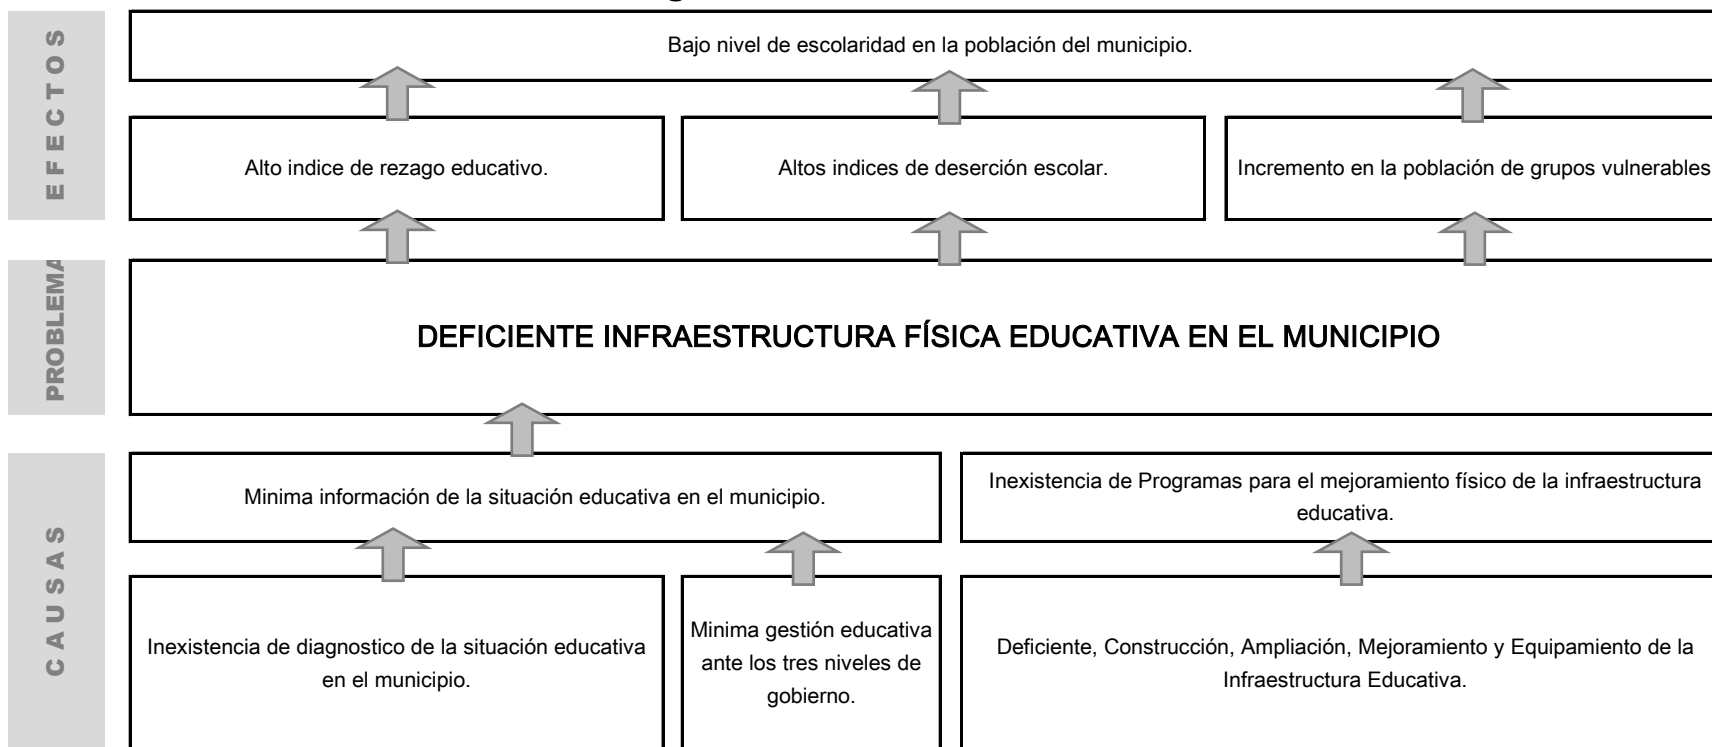 EFECTOS
Bajo nivel de escolaridad en la población del municipio.
Alto indice de rezago educativo.
Altos indices de deserción escolar.
Incremento en la población de grupos vulnerables
PROBLEMA
DEFICIENTE INFRAESTRUCTURA FÍSICA EDUCATIVA EN EL MUNICIPIO
CAUSAS
Minima información de la situación educativa en el municipio.
Inexistencia de Programas para el mejoramiento físico de la infraestructura
educativa.
Inexistencia de diagnostico de la situación educativa
en el municipio.
Minima gestión educativa
ante los tres niveles de
gobierno.
Deficiente, Construcción, Ampliación, Mejoramiento y Equipamiento de la
Infraestructura Educativa.